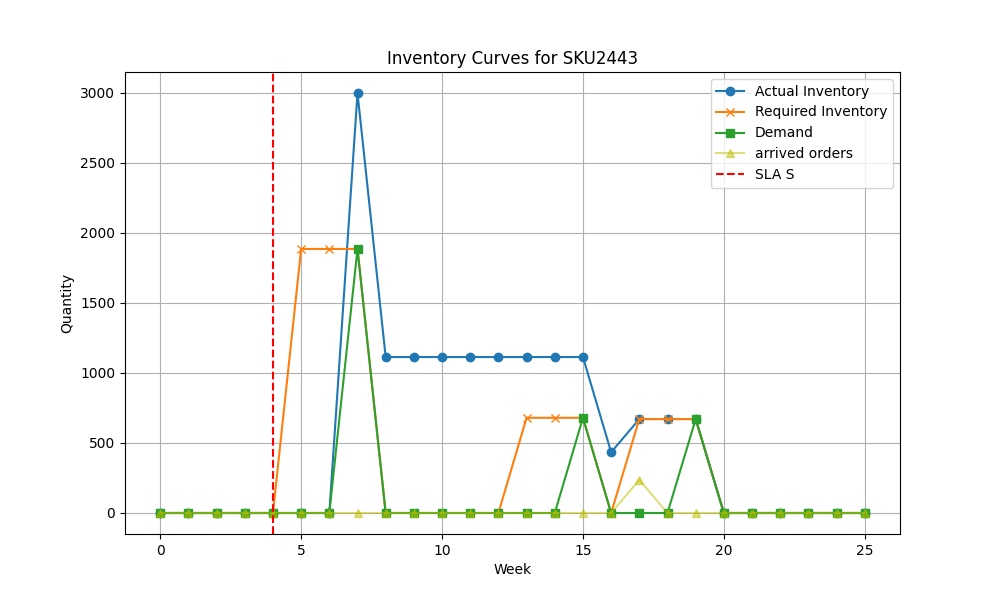 Inventory Curves for SKU2443
Actual Inventory
Required Inventory
Demand
arrived orders
SLA S
3000
2500
2000
1500
1000
500
0
Quantity
0 5 10 15 20 25
Week